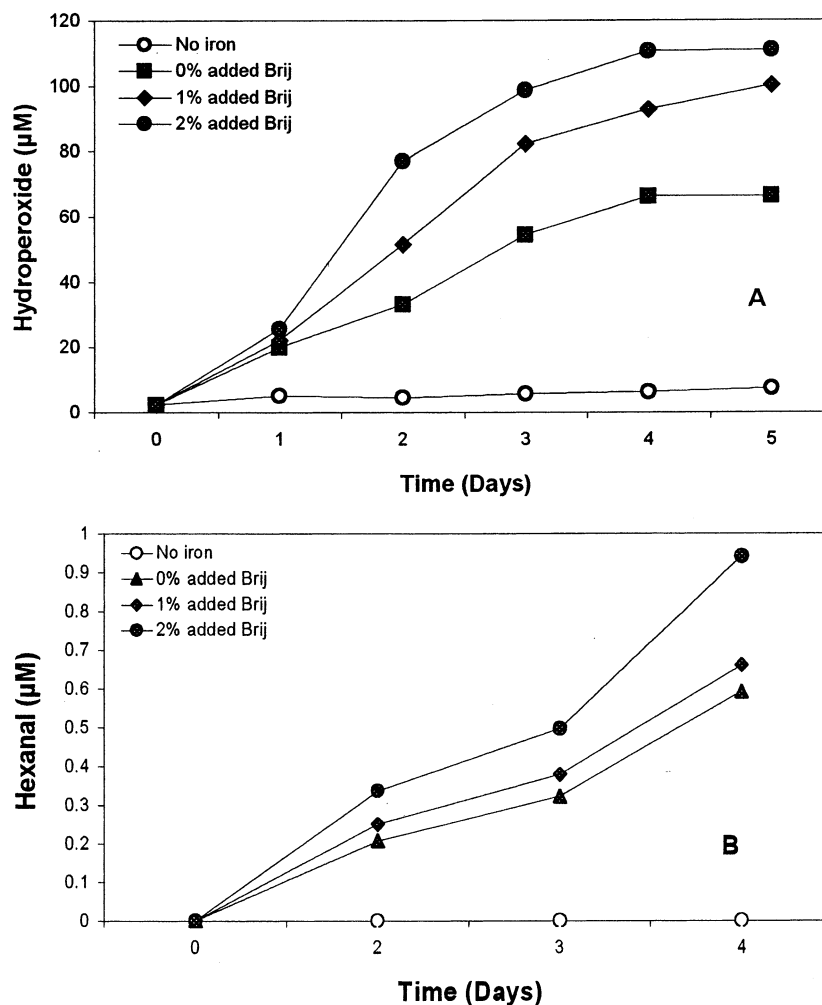 No iron
0% added Brij
1% added Brij
2% added Brij
120
100
80
60
40
20
0
Hydroperoxide (µM)
A
0 1 2 3 4 5
Time (Days)
No iron
0% added Brij
1% added Brij
2% added Brij
1
0.9
0.8
0.7
0.6
0.5
0.4
0.3
0.2
0.1
0
Hexanal (µM)
B
0 2 3 4
Time (Days)